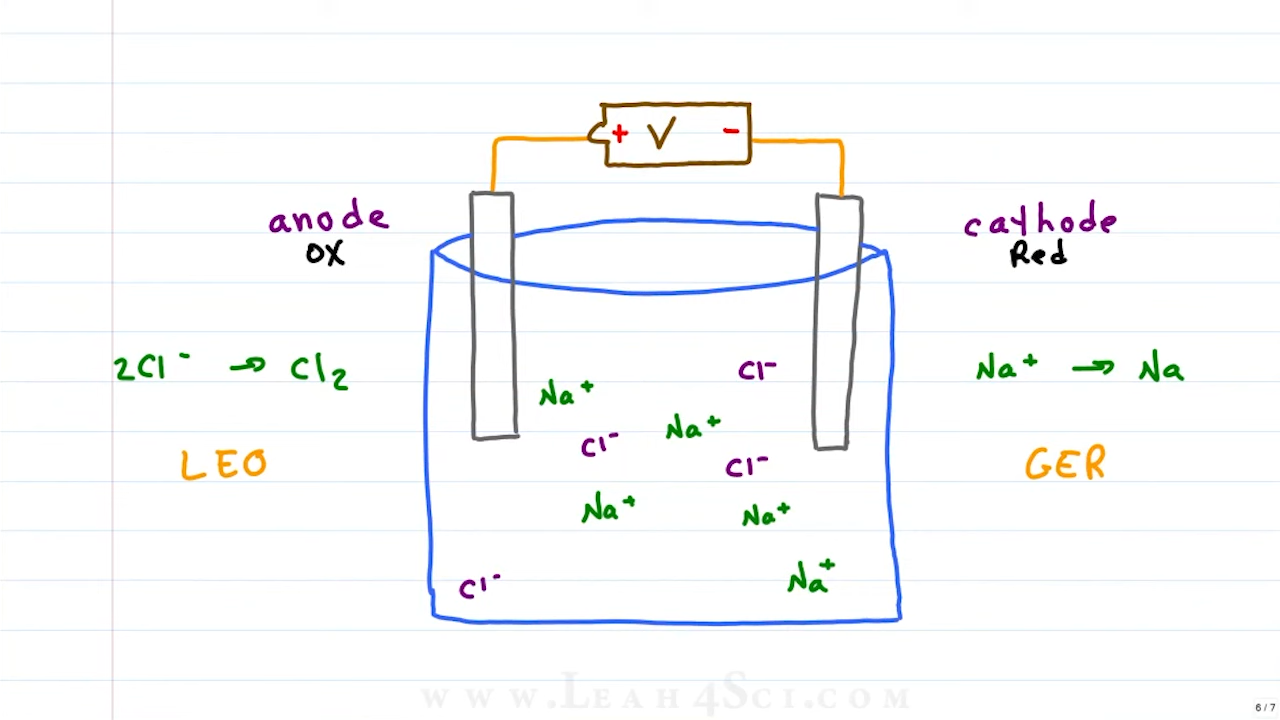 + V -
anode
OX
cathode
Red
2Cl⁻ → Cl₂
Na⁺ → Na
LEO
GER
Cl⁻
Na⁺
Na⁺
Cl⁻
Cl⁻
Na⁺
Na⁺
Cl⁻
Na⁺
www.Leah4Sci.com
6 / 7